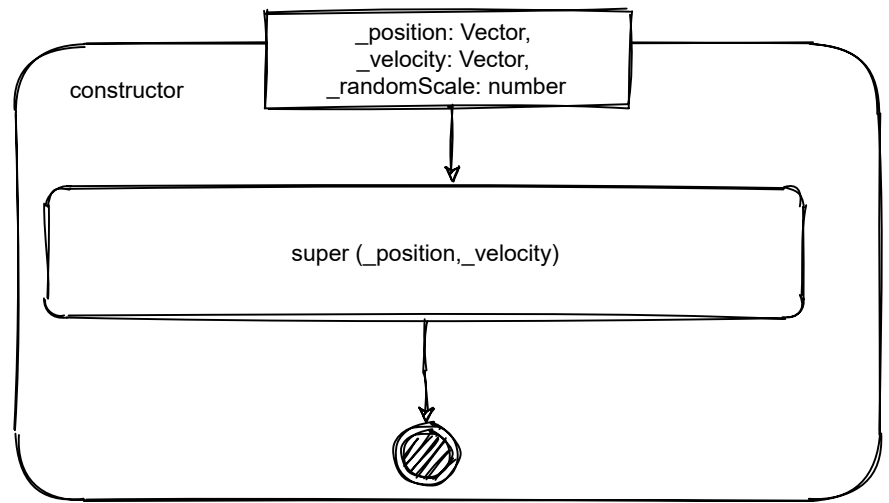 _position: Vector,
_velocity: Vector,
_randomScale: number
constructor
super (_position,_velocity)